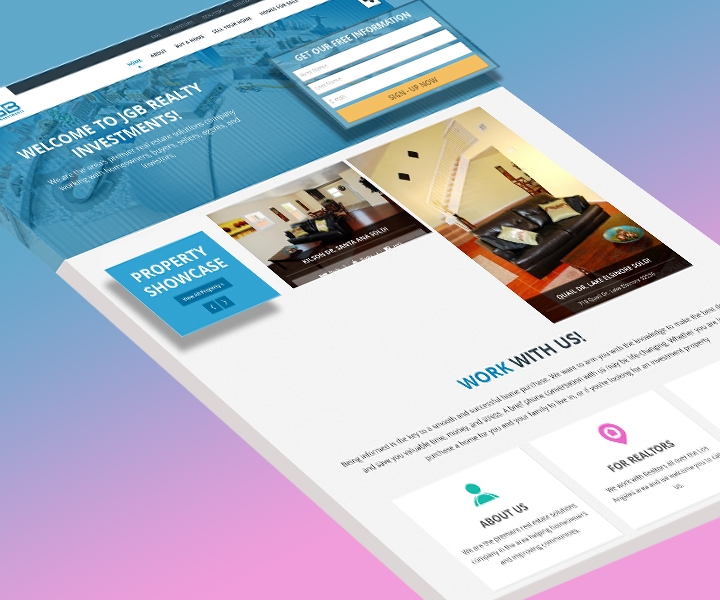 HOME ABOUT BUY A HOME SELL YOUR HOME HOMES FOR SALE
WELCOME TO JGB REALTY
INVESTMENTS!
We are the areas premier real estate solutions company
working with homeowners, buyers, sellers, agents, and
investors.
GET OUR FREE INFORMATION
First Name
Last Name
E-mail
SIGN - UP NOW
PROPERTY
SHOWCASE
View All Property's
KILSON DR. SANTA ANA SOLD!
QUAIL DR. LAKE ELSINORE SOLD!
Quail Dr. Lake Elsinore
WORK WITH US!
Being informed is the key to a smooth and successful home purchase. We want to arm you with the knowledge to make the best
and save you valuable time, money, and stress. A brief phone conversation with us may be life changing. Whether you are
purchase a home for you and your family to live in, or if you're looking for an investment property
ABOUT US
We are the premiere real estate solutions
company in the area helping homeowners
and improving communities.
FOR REALTORS
We work with Realtors all over the Los
Angeles area and we welcome you to
us.